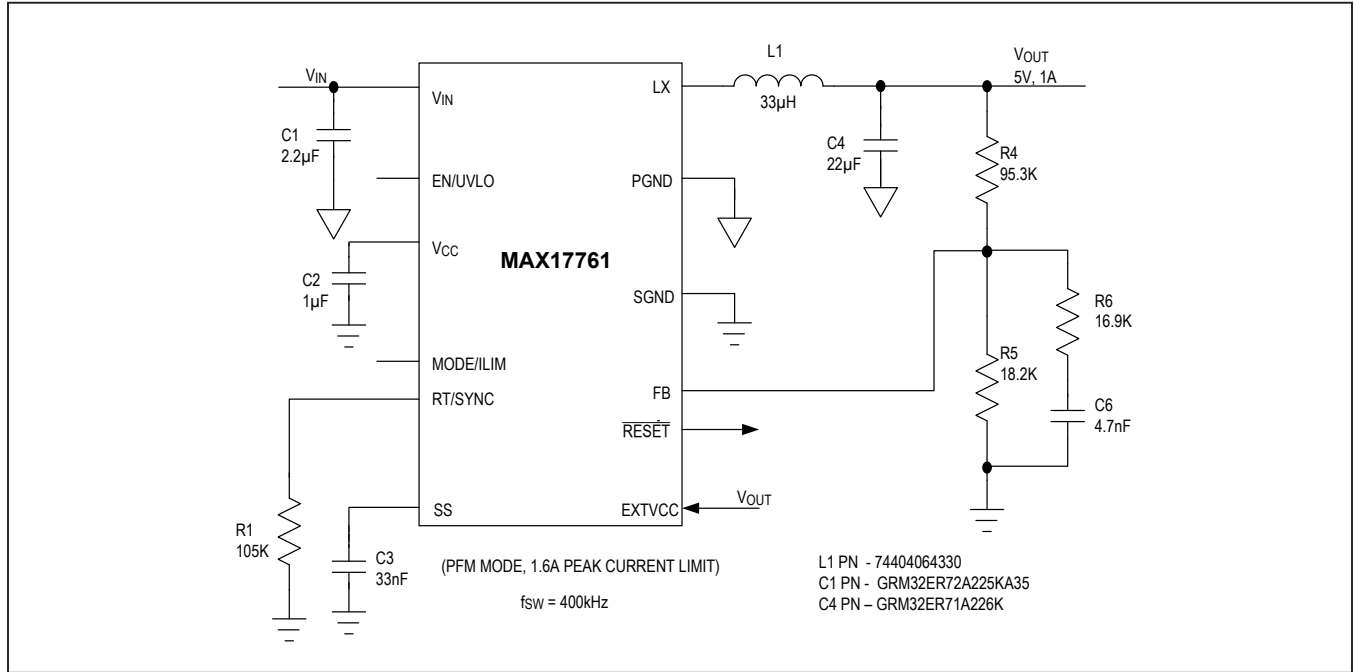 VIN
C1
2.2µF
VIN
EN/UVLO
VCC
C2
1µF
MODE/ILIM
RT/SYNC
R1
105K
SS
C3
33nF
MAX17761
LX
PGND
SGND
FB
RESET
EXTVCC
VOUT
L1
33µH
C4
22µF
VOUT
5V, 1A
R4
95.3K
R5
18.2K
R6
16.9K
C6
4.7nF
(PFM MODE, 1.6A PEAK CURRENT LIMIT)
fSW = 400kHz
L1 PN - 74404064330
C1 PN - GRM32ER72A225KA35
C4 PN – GRM32ER71A226K